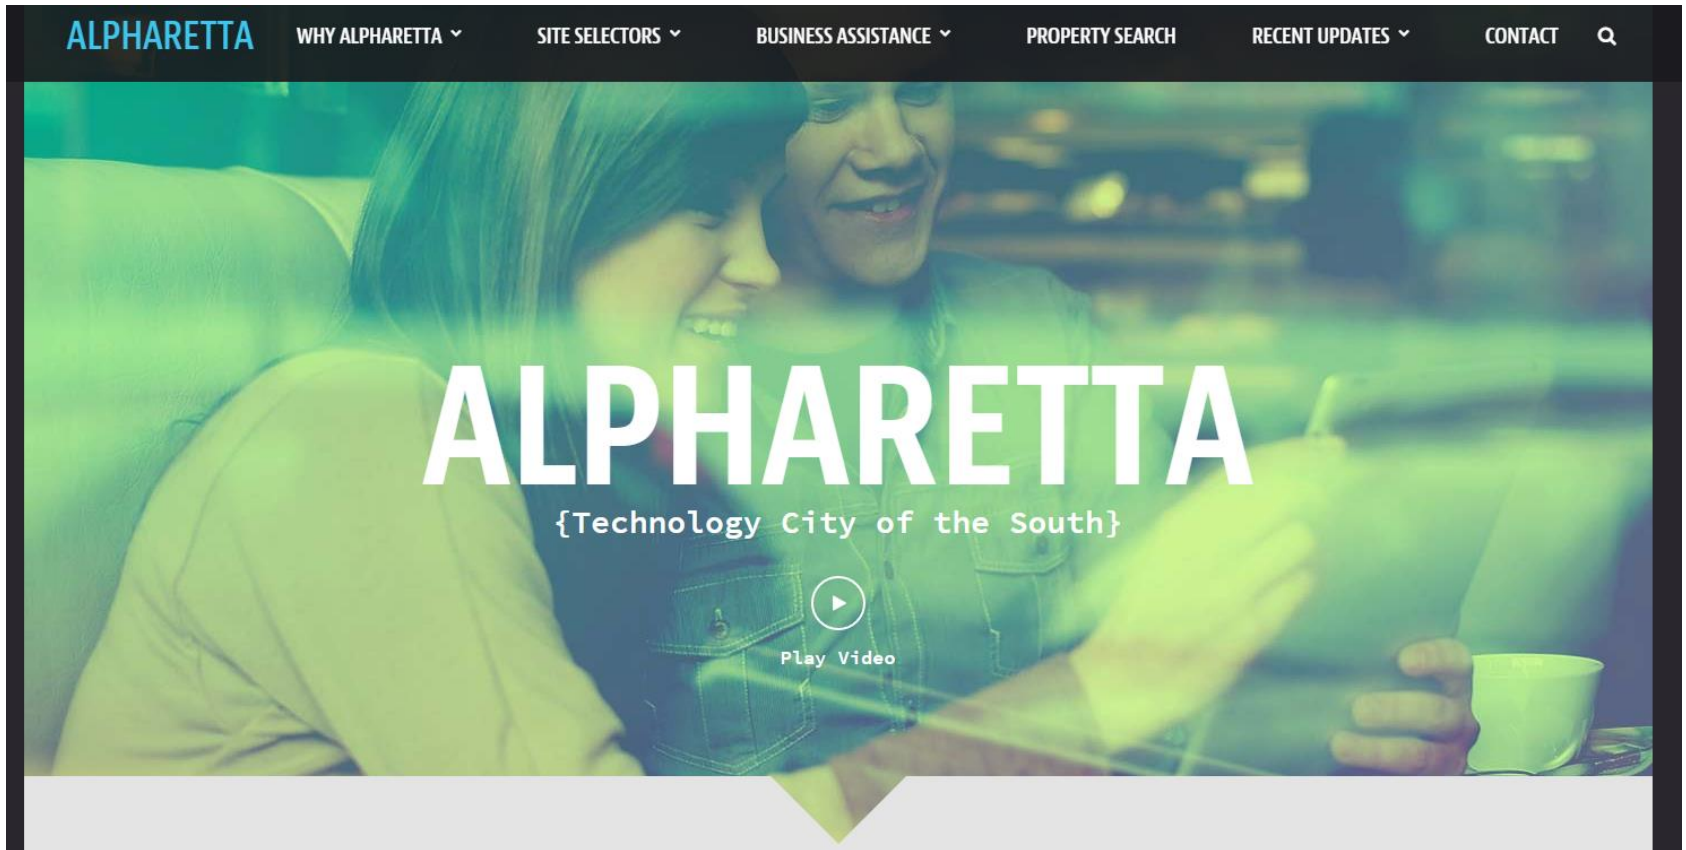 ALPHARETTA WHY ALPHARETTA SITE SELECTORS BUSINESS ASSISTANCE PROPERTY SEARCH RECENT UPDATES CONTACT
ALPHARETTA
{Technology City of the South}
Play Video